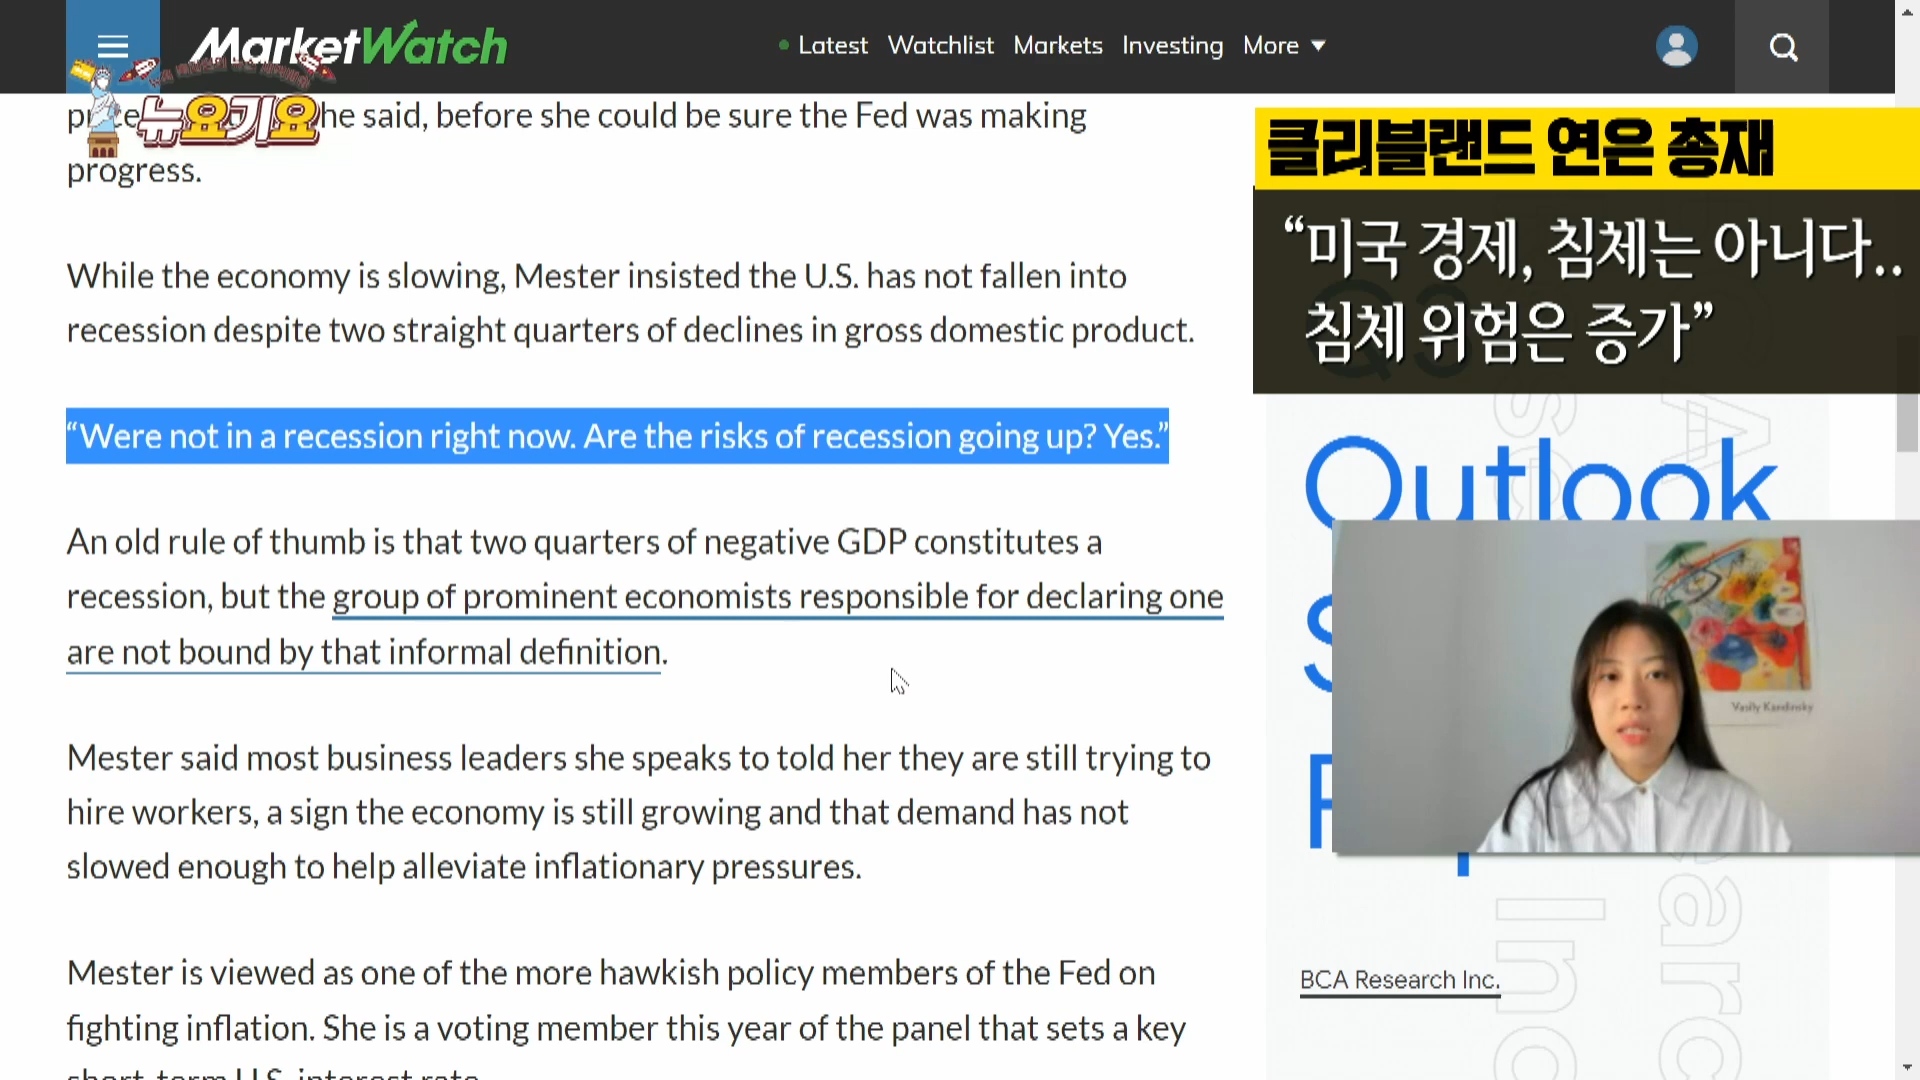 MarketWatch
Latest Watchlist Markets Investing More
뉴요기요
he said, before she could be sure the Fed was making
progress.
클리블랜드 연은 총재
“미국 경제, 침체는 아니다..
침체 위험은 증가”
While the economy is slowing, Mester insisted the U.S. has not fallen into
recession despite two straight quarters of declines in gross domestic product.
“Were not in a recession right now. Are the risks of recession going up? Yes.”
An old rule of thumb is that two quarters of negative GDP constitutes a
recession, but the group of prominent economists responsible for declaring one
are not bound by that informal definition.
Mester said most business leaders she speaks to told her they are still trying to
hire workers, a sign the economy is still growing and that demand has not
slowed enough to help alleviate inflationary pressures.
Mester is viewed as one of the more hawkish policy members of the Fed on
fighting inflation. She is a voting member this year of the panel that sets a key
short-term U.S. interest rate.
Q3
Outlook
Vasily Kandinsky
BCA Research Inc.